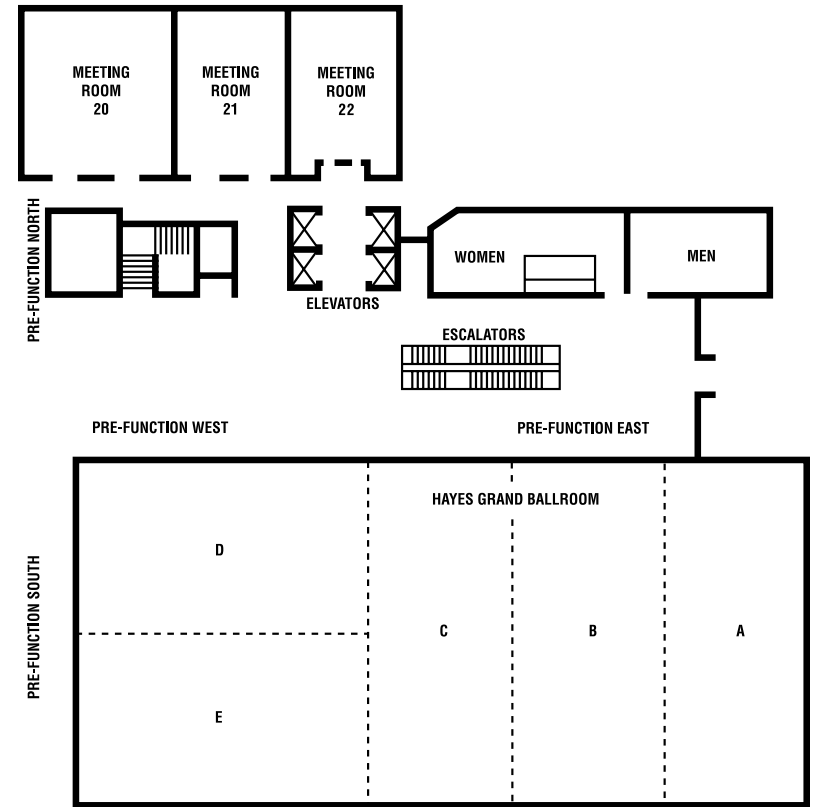 MEETING
ROOM
20
MEETING
ROOM
21
MEETING
ROOM
22
PRE-FUNCTION NORTH
WOMEN
MEN
ELEVATORS
ESCALATORS
PRE-FUNCTION WEST
PRE-FUNCTION EAST
HAYES GRAND BALLROOM
PRE-FUNCTION SOUTH
D
C
B
A
E